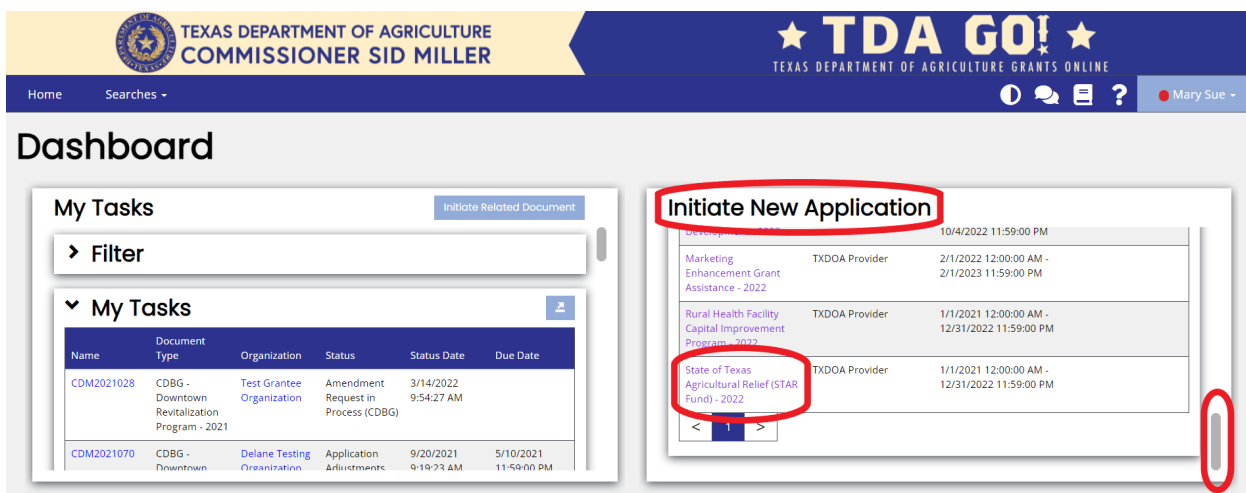 TEXAS DEPARTMENT OF AGRICULTURE
COMMISSIONER SID MILLER
TDA GO!
TEXAS DEPARTMENT OF AGRICULTURE GRANTS ONLINE
Home Searches
? Mary Sue
Dashboard
My Tasks
Initiate Related Document
Filter
My Tasks
Name Document Type Organization Status Status Date Due Date
CDM2021028 CDBG - Test Grantee Amendment 3/14/2022
Downtown Organization Request in 9:54:27 AM
Revitalization Process (CDBG)
Program - 2021
CDM2021070 CDBG - Delane Testing Application 9/20/2021 5/10/2021
Downtown Organization Adjustments 9:19:23 AM 11:59:00 PM
Initiate New Application
10/4/2022 11:59:00 PM
Marketing TXDOA Provider 2/1/2022 12:00:00 AM -
Enhancement Grant 2/1/2023 11:59:00 PM
Assistance - 2022
Rural Health Facility TXDOA Provider 1/1/2021 12:00:00 AM -
Capital Improvement 12/31/2022 11:59:00 PM
Program - 2022
State of Texas TXDOA Provider 1/1/2021 12:00:00 AM -
Agricultural Relief (STAR 12/31/2022 11:59:00 PM
Fund) - 2022
< 1 >